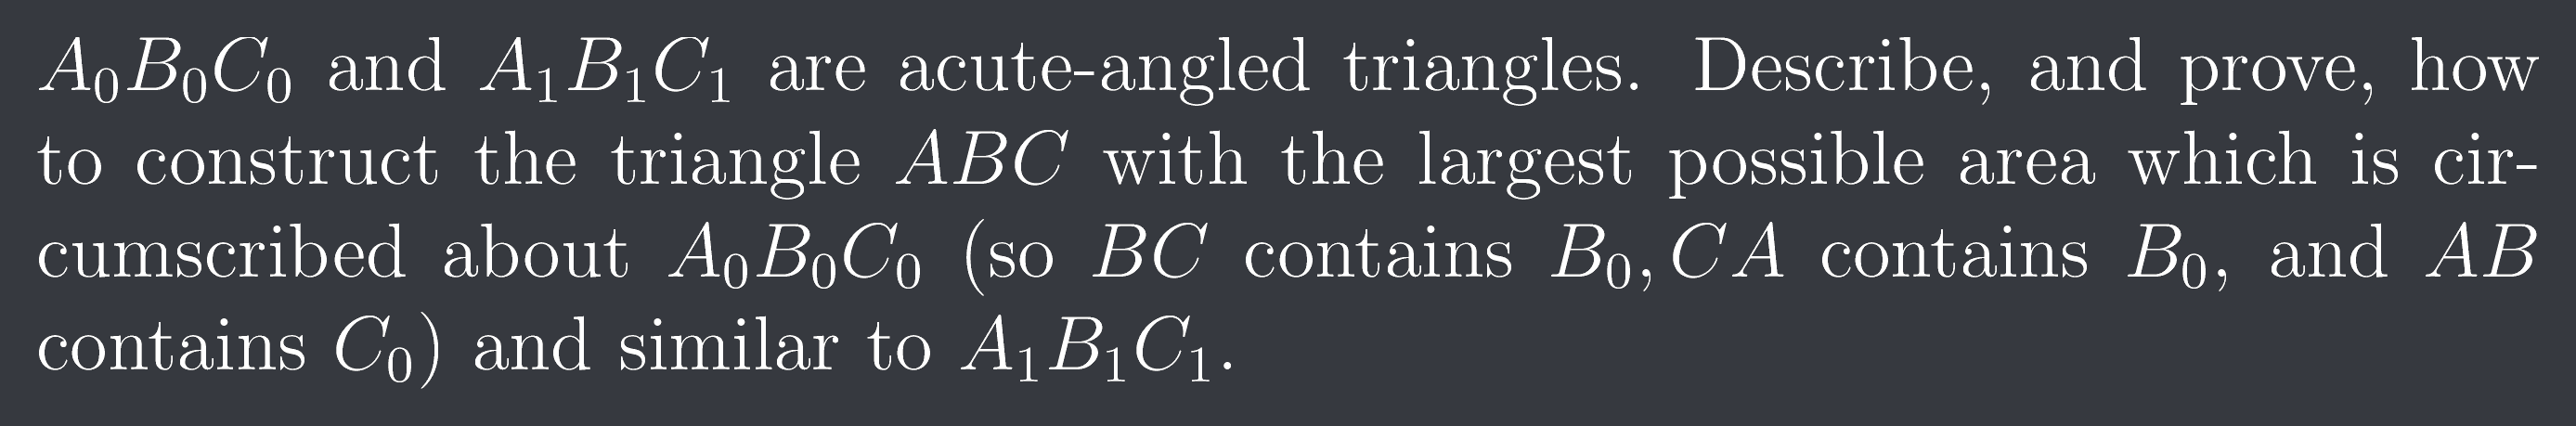 A₀B₀C₀ and A₁B₁C₁ are acute-angled triangles. Describe, and prove, how
to construct the triangle ABC with the largest possible area which is cir-
cumscribed about A₀B₀C₀ (so BC contains B₀, CA contains B₀, and AB
contains C₀) and similar to A₁B₁C₁.